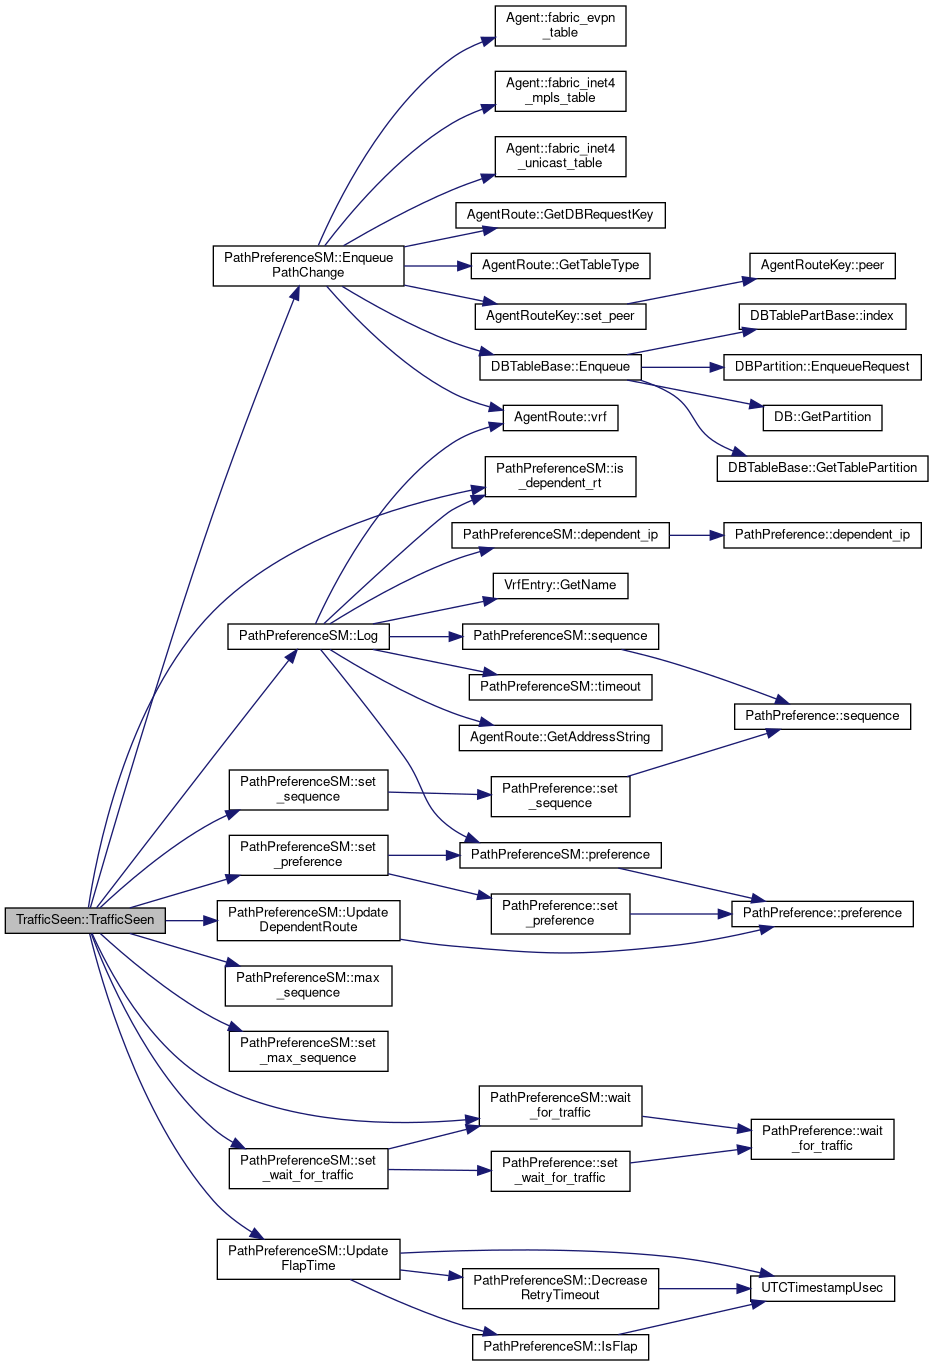 Agent::fabric_evpn
_table
Agent::fabric_inet4
_mpls_table
Agent::fabric_inet4
_unicast_table
AgentRoute::GetDBRequestKey
PathPreferenceSM::Enqueue
PathChange
AgentRoute::GetTableType
AgentRouteKey::peer
AgentRouteKey::set_peer
DBTablePartBase::index
DBTableBase::Enqueue
DBPartition::EnqueueRequest
AgentRoute::vrf
DB::GetPartition
PathPreferenceSM::is
_dependent_rt
DBTableBase::GetTablePartition
PathPreferenceSM::dependent_ip
PathPreference::dependent_ip
VrfEntry::GetName
PathPreferenceSM::Log
PathPreferenceSM::sequence
PathPreferenceSM::timeout
PathPreference::sequence
AgentRoute::GetAddressString
PathPreferenceSM::set
_sequence
PathPreference::set
_sequence
PathPreferenceSM::set
_preference
PathPreferenceSM::preference
TrafficSeen::TrafficSeen
PathPreferenceSM::Update
DependentRoute
PathPreference::set
_preference
PathPreference::preference
PathPreferenceSM::max
_sequence
PathPreferenceSM::set
_max_sequence
PathPreferenceSM::wait
_for_traffic
PathPreference::wait
_for_traffic
PathPreferenceSM::set
_wait_for_traffic
PathPreference::set
_wait_for_traffic
PathPreferenceSM::Update
FlapTime
PathPreferenceSM::Decrease
RetryTimeout
UTCTimestampUsec
PathPreferenceSM::IsFlap